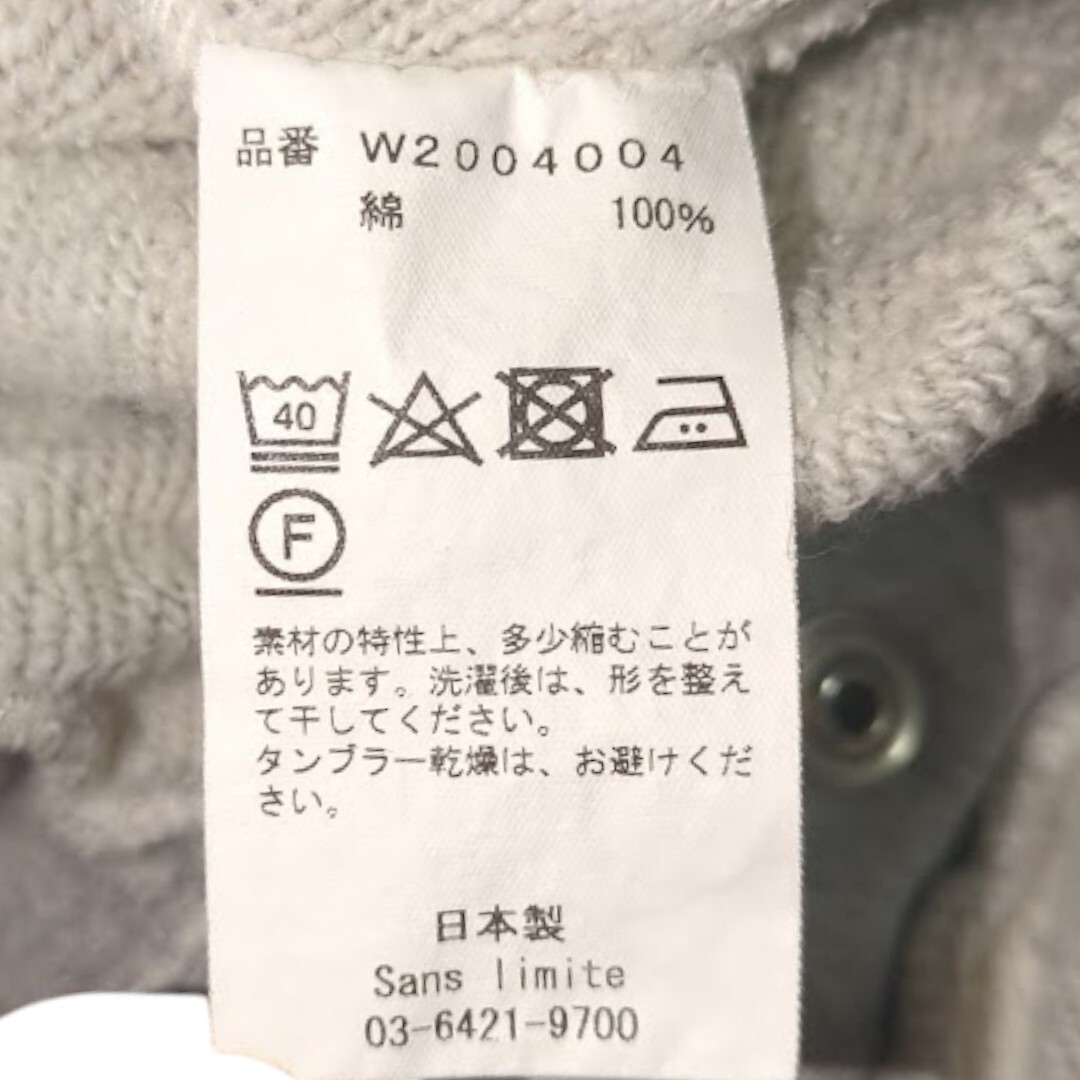 品番 W2004004
綿 100%
40
F
素材の特性上、多少縮むことが
あります。洗濯後は、形を整え
て干してください。
タンブラー乾燥は、お避けくだ
さい。
日本製
Sans limite
03-6421-9700